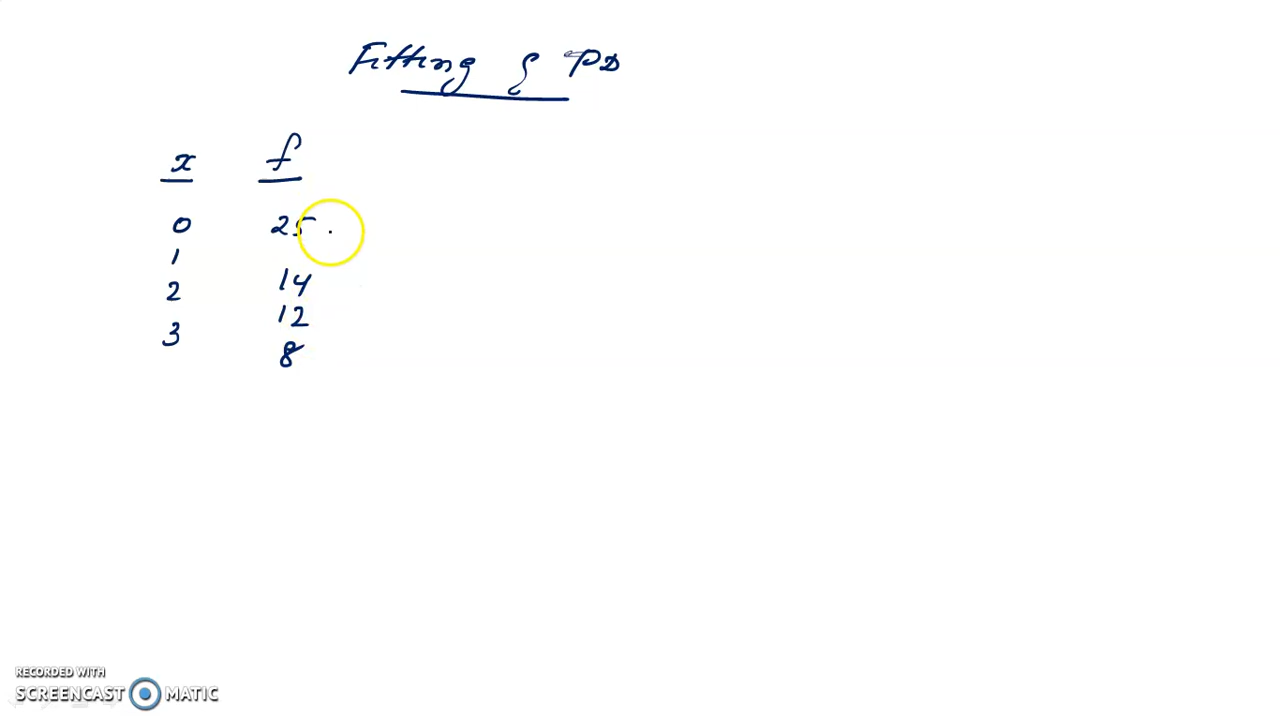 Fitting of PD
x f
0 25
1
2 14
3 12
8
RECORDED WITH
SCREENCAST MATIC